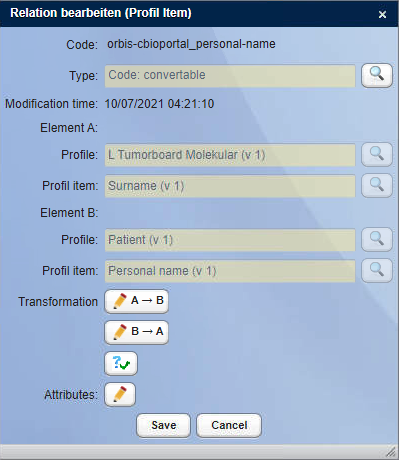 Relation bearbeiten (Profil Item) ×
Code: orbis-cbioportal_personal-name
Type: Code: convertable
Modification time: 10/07/2021 04:21:10
Element A:
Profile: L Tumorboard Molekular (v 1)
Profil item: Surname (v 1)
Element B:
Profile: Patient (v 1)
Profil item: Personal name (v 1)
Transformation A → B
B → A
?
Attributes:
Save Cancel